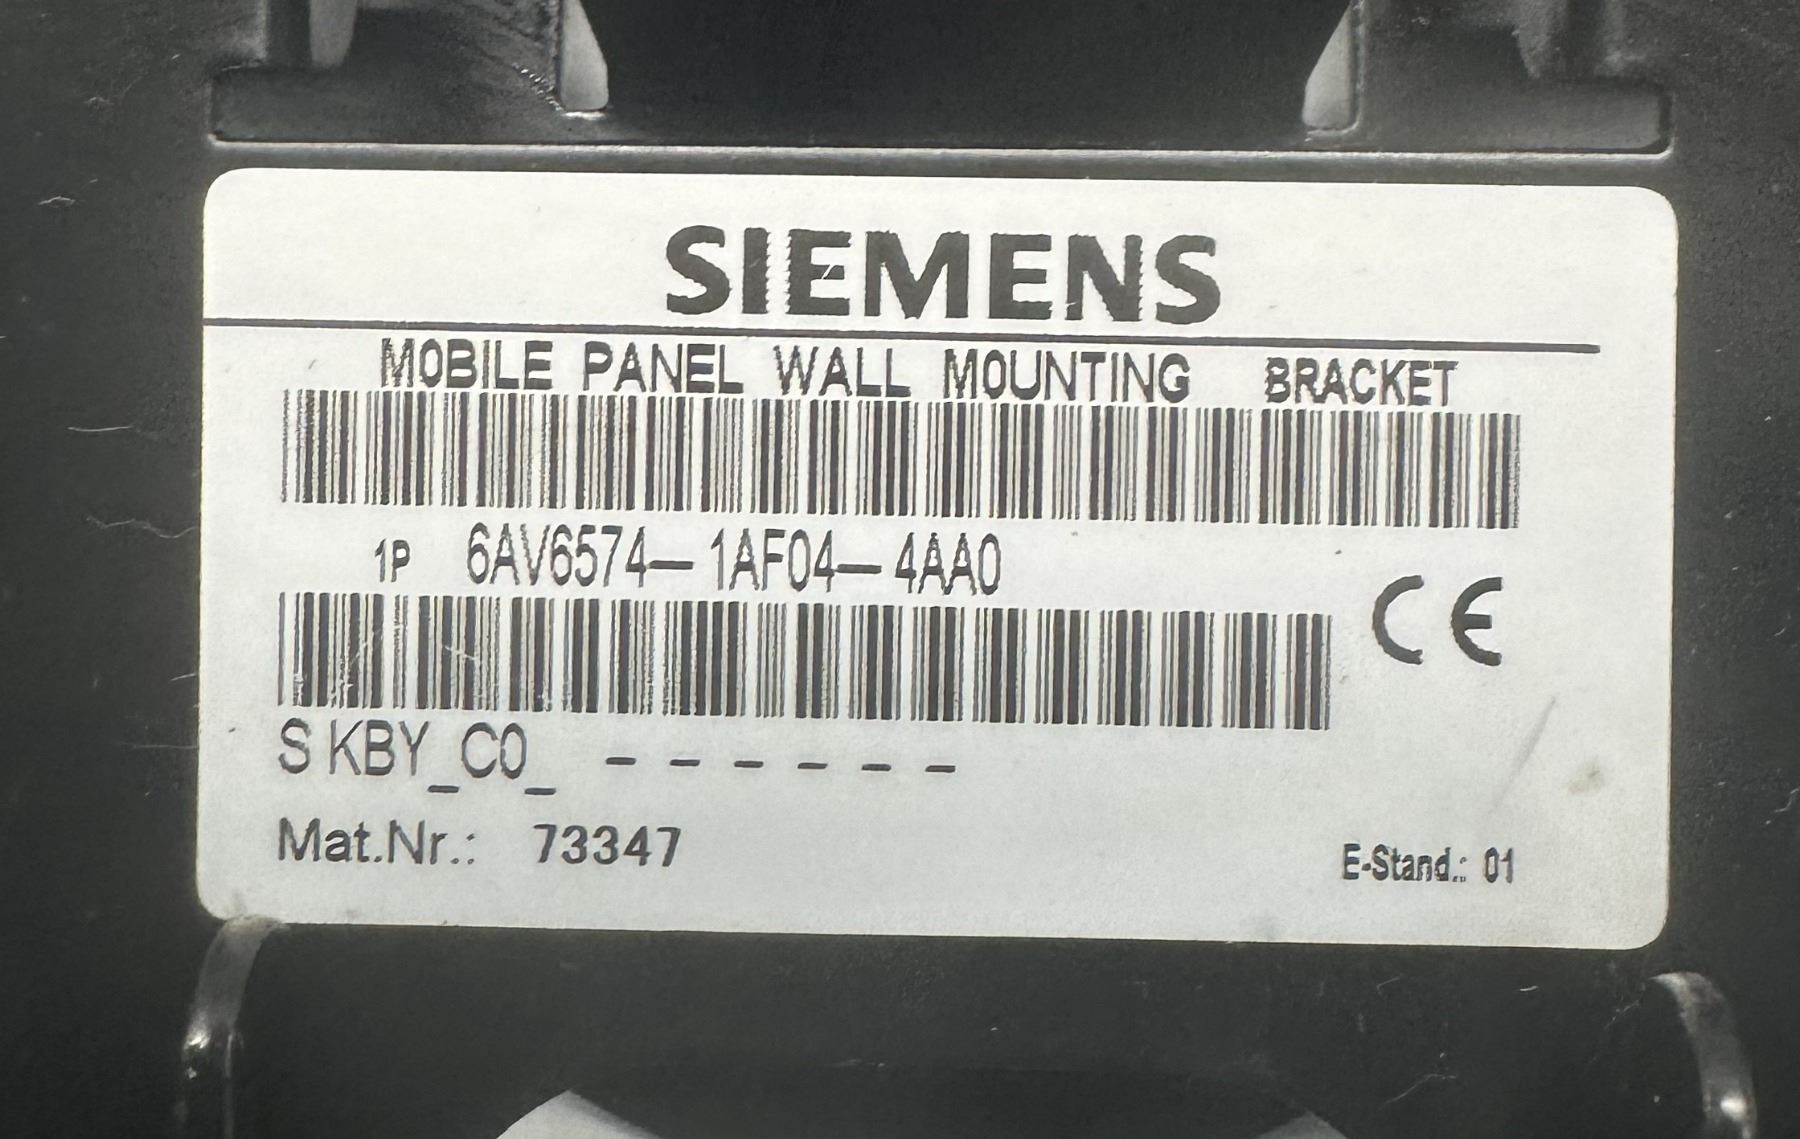 SIEMENS
MOBILE PANEL WALL MOUNTING BRACKET
1P 6AV6574-1AF04-4AA0
CE
S KBY_C0_ - - - - - -
Mat.Nr.: 73347
E-Stand.: 01